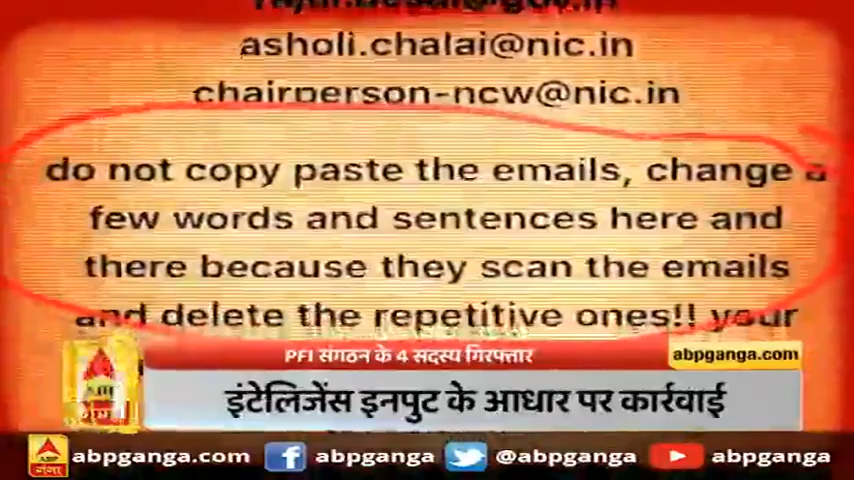 asholi.chalai@nic.in
chairperson-ncw@nic.in
do not copy paste the emails, change a
few words and sentences here and
there because they scan the emails
and delete the repetitive ones!! your
PFI संगठन के 4 सदस्य गिरफ्तार
abpganga.com
इंटेलिजेंस इनपुट के आधार पर कार्रवाई
abp गंगा abpganga.com abpganga @abpganga abpganga